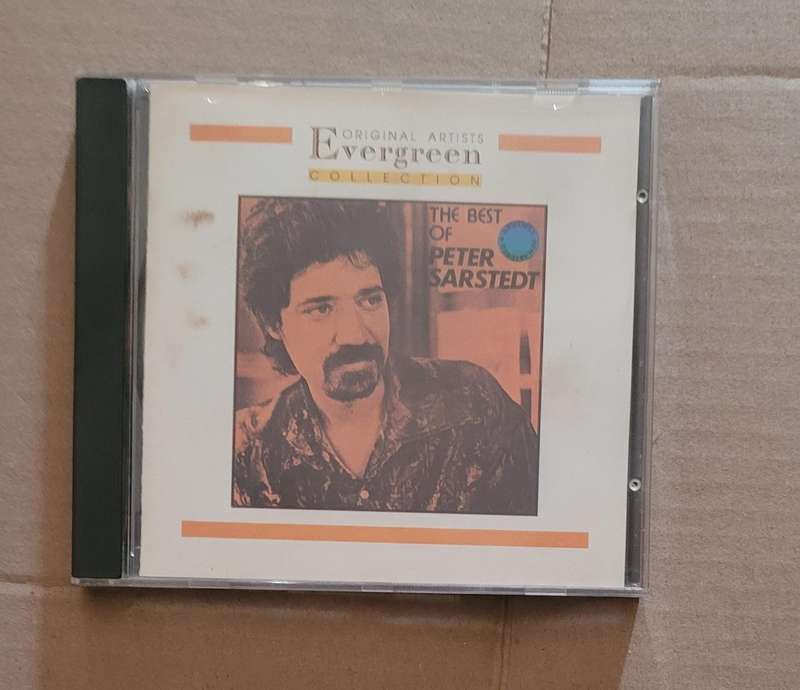 ORIGINAL ARTISTS
Evergreen
COLLECTION
THE BEST
OF
PETER
SARSTEDT